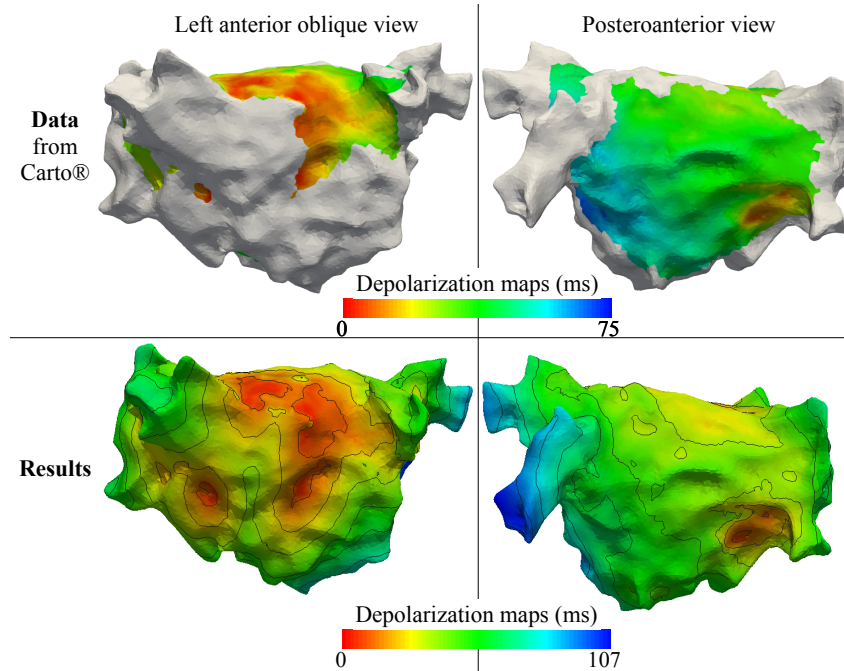 Left anterior oblique view
Posteroanterior view
Data
from
Carto®
Depolarization maps (ms)
0
75
Results
Depolarization maps (ms)
0
107